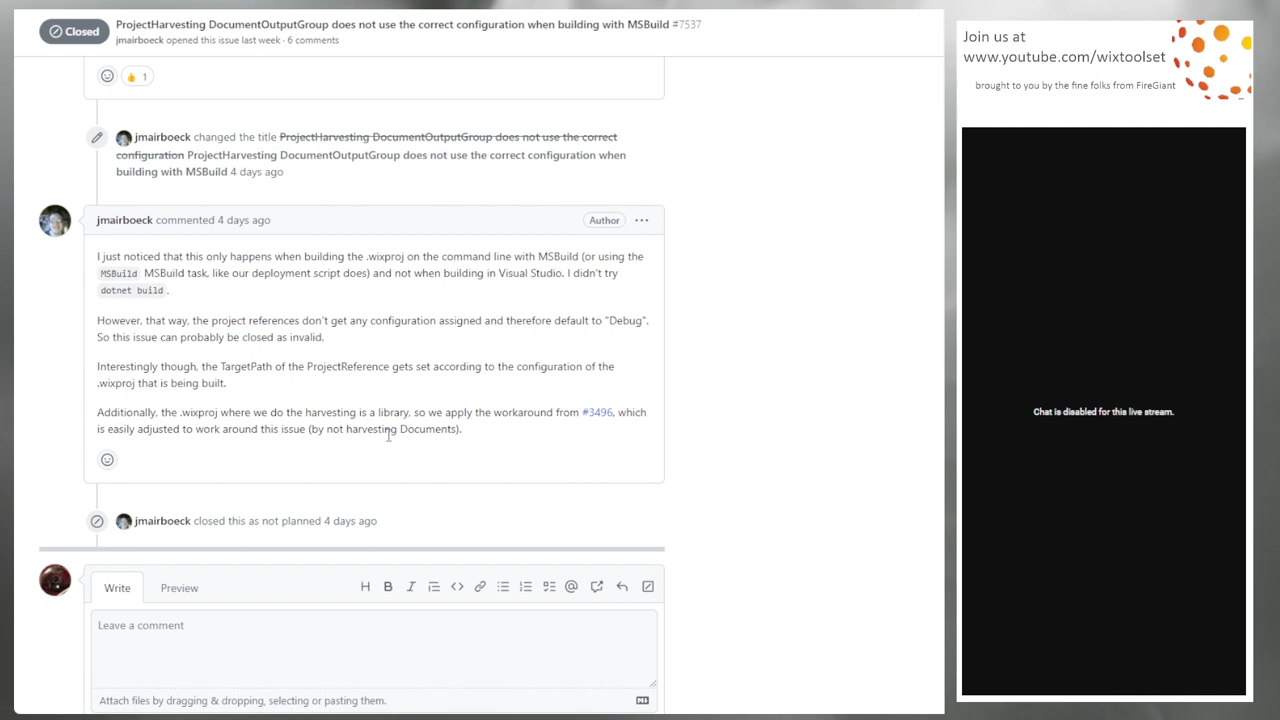 Closed
ProjectHarvesting DocumentOutputGroup does not use the correct configuration when building with MSBuild #7537
jmairboeck opened this issue last week · 6 comments
👍 1
jmairboeck changed the title ProjectHarvesting DocumentOutputGroup does not use the correct
configuration ProjectHarvesting DocumentOutputGroup does not use the correct configuration when
building with MSBuild 4 days ago
jmairboeck commented 4 days ago
Author
I just noticed that this only happens when building the .wixproj on the command line with MSBuild (or using the
MSBuild MSBuild task, like our deployment script does) and not when building in Visual Studio. I didn't try
dotnet build.
However, that way, the project references don't get any configuration assigned and therefore default to "Debug".
So this issue can probably be closed as invalid.
Interestingly though, the TargetPath of the ProjectReference gets set according to the configuration of the
.wixproj that is being built.
Additionally, the .wixproj where we do the harvesting is a library, so we apply the workaround from #3496, which
is easily adjusted to work around this issue (by not harvesting Documents).
jmairboeck closed this as not planned 4 days ago
Write
Preview
Leave a comment
Attach files by dragging & dropping, selecting or pasting them.
Join us at
www.youtube.com/wixtoolset
brought to you by the fine folks from FireGiant
Chat is disabled for this live stream.